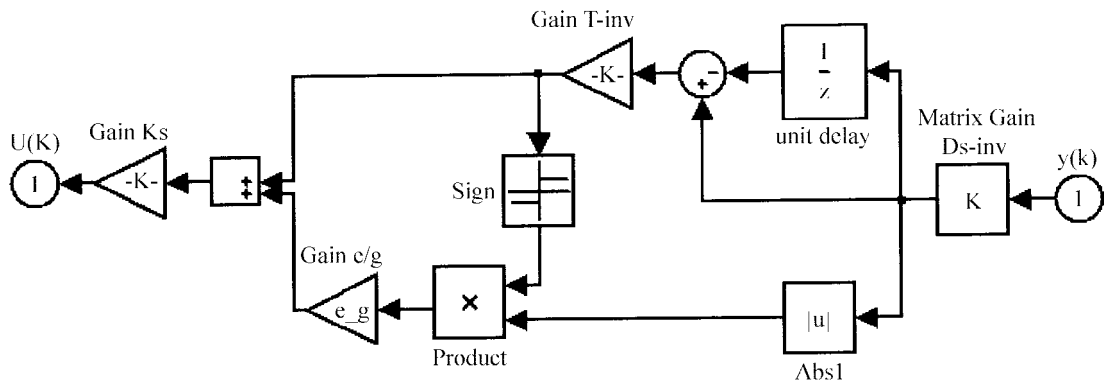 Gain T-inv
-K-
+
−
1
z
unit delay
Matrix Gain
Ds-inv
K
y(k)
1
U(K)
1
Gain Ks
-K-
+
+
Sign
Gain e/g
e_g
×
Product
|u|
Abs1